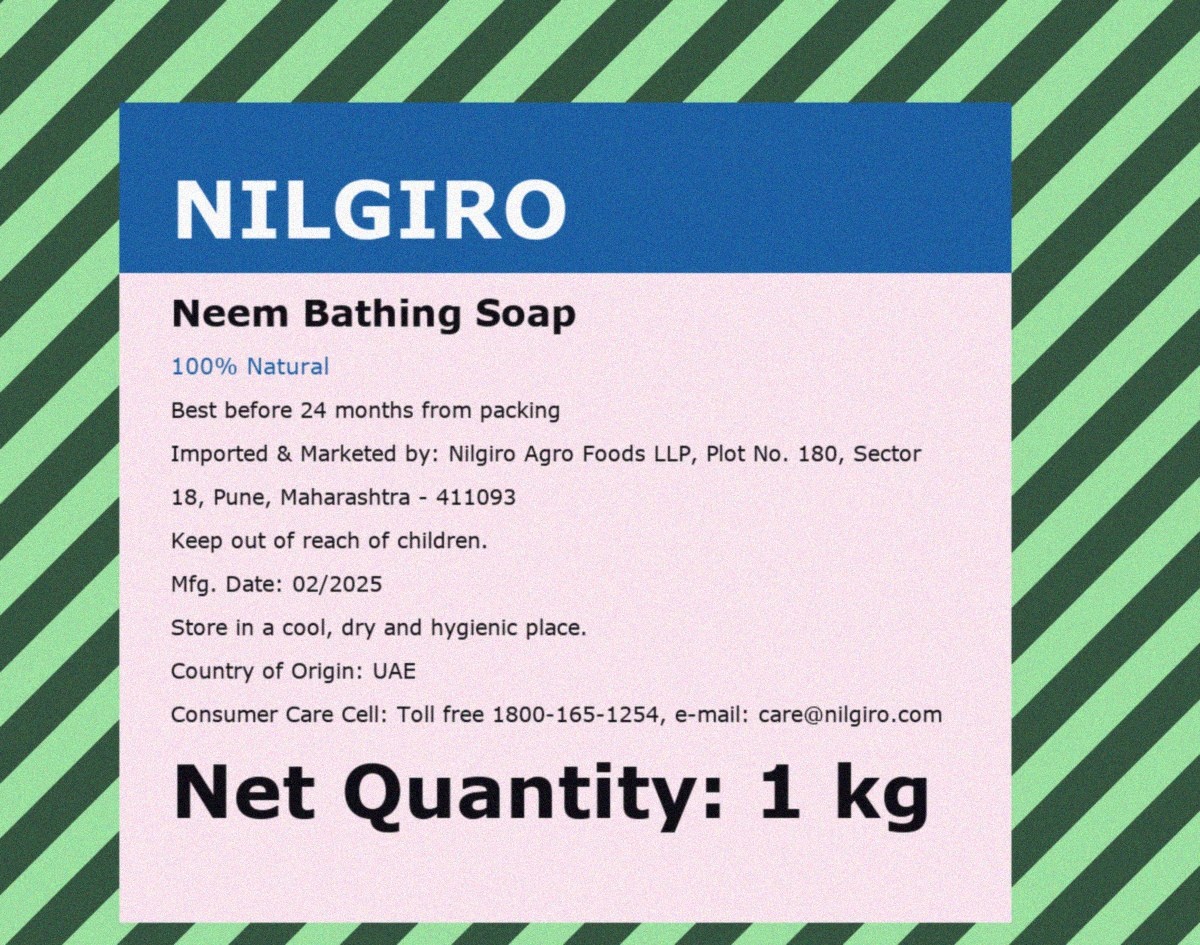 NILGIRO
Neem Bathing Soap
100% Natural
Best before 24 months from packing
Imported & Marketed by: Nilgiro Agro Foods LLP, Plot No. 180, Sector
18, Pune, Maharashtra - 411093
Keep out of reach of children.
Mfg. Date: 02/2025
Store in a cool, dry and hygienic place.
Country of Origin: UAE
Consumer Care Cell: Toll free 1800-165-1254, e-mail: care@nilgiro.com
Net Quantity: 1 kg